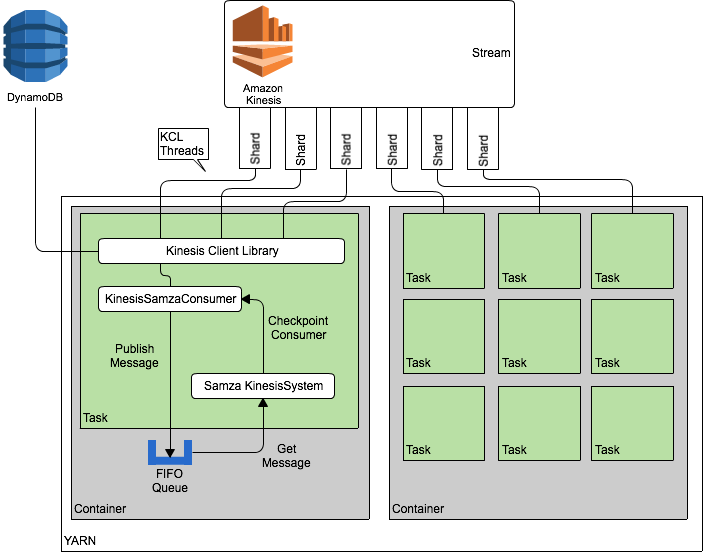 Stream
Amazon
Kinesis
DynamoDB
KCL
Threads
Shard
Shard
Shard
Shard
Shard
Shard
Kinesis Client Library
KinesisSamzaConsumer
Checkpoint
Consumer
Publish
Message
Samza KinesisSystem
Task
Get
Message
FIFO
Queue
Container
Task
Task
Task
Task
Task
Task
Task
Task
Task
Container
YARN